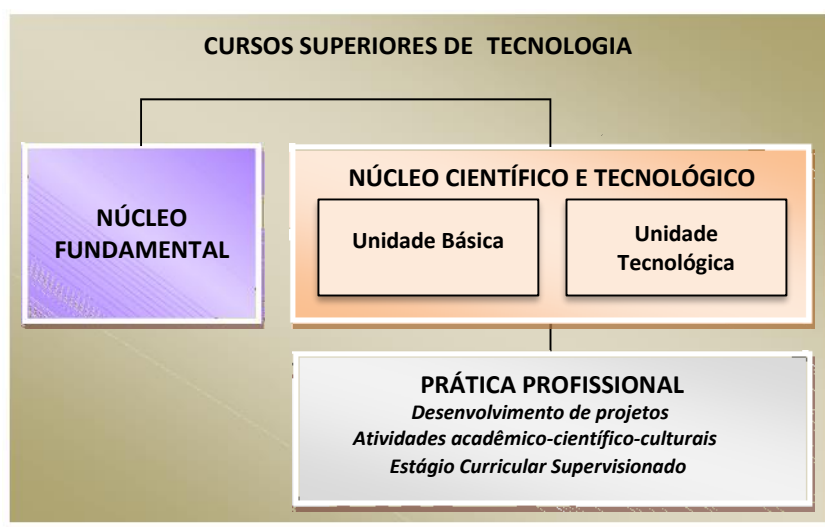 CURSOS SUPERIORES DE TECNOLOGIA
NÚCLEO
FUNDAMENTAL
NÚCLEO CIENTÍFICO E TECNOLÓGICO
Unidade Básica
Unidade
Tecnológica
PRÁTICA PROFISSIONAL
Desenvolvimento de projetos
Atividades acadêmico-científico-culturais
Estágio Curricular Supervisionado